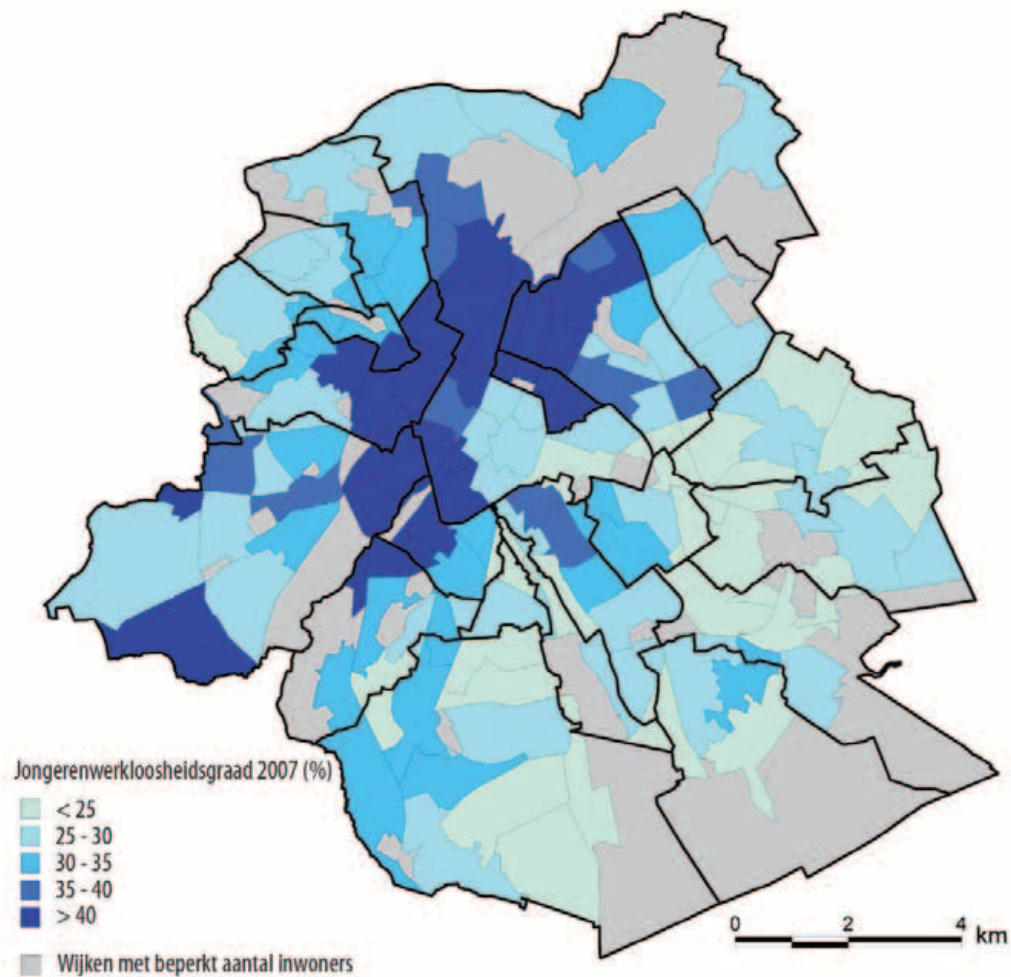 Jongerenwerkloosheidsgraad 2007 (%)
< 25
25 - 30
30 - 35
35 - 40
> 40
Wijken met beperkt aantal inwoners
0 2 4 km